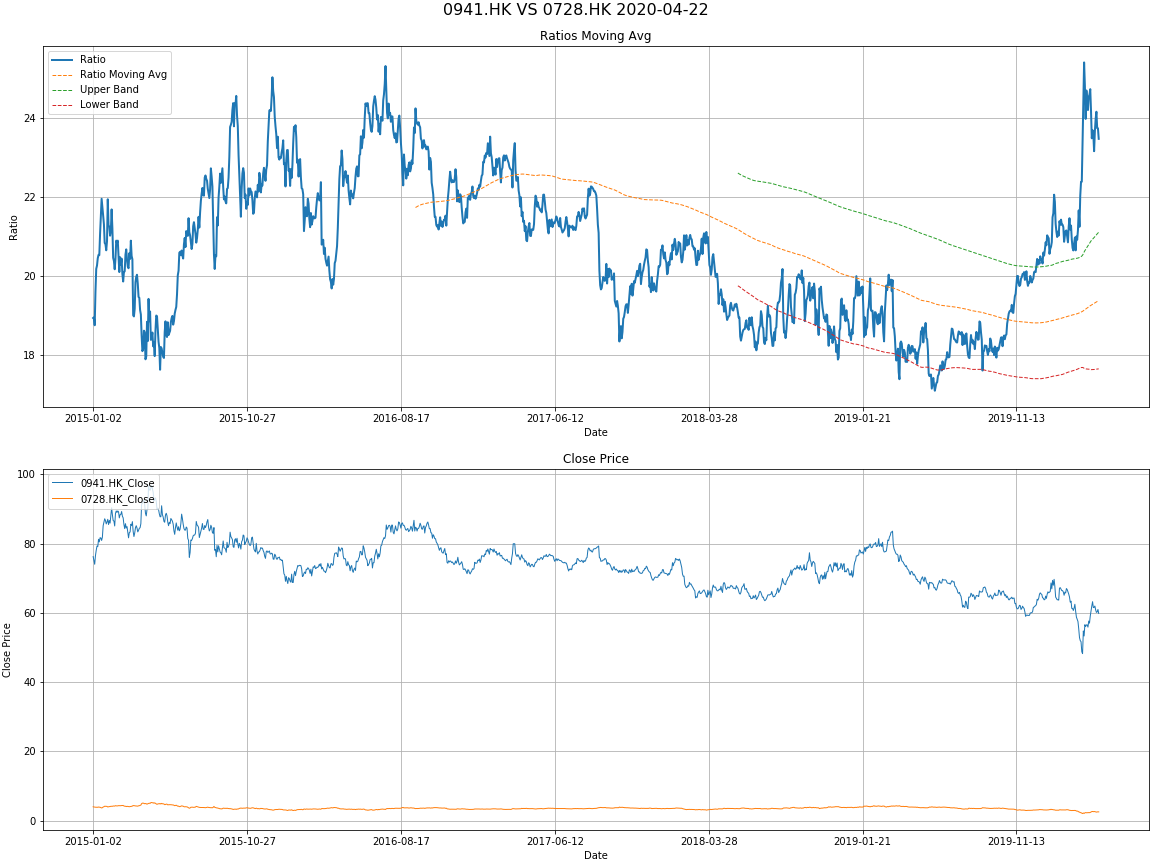 0941.HK VS 0728.HK 2020-04-22
Ratios Moving Avg
Ratio
Ratio Moving Avg
Upper Band
Lower Band
Ratio
24
22
20
18
2015-01-02 2015-10-27 2016-08-17 2017-06-12 2018-03-28 2019-01-21 2019-11-13
Date
Close Price
0941.HK_Close
0728.HK_Close
Close Price
100
80
60
40
20
0
2015-01-02 2015-10-27 2016-08-17 2017-06-12 2018-03-28 2019-01-21 2019-11-13
Date